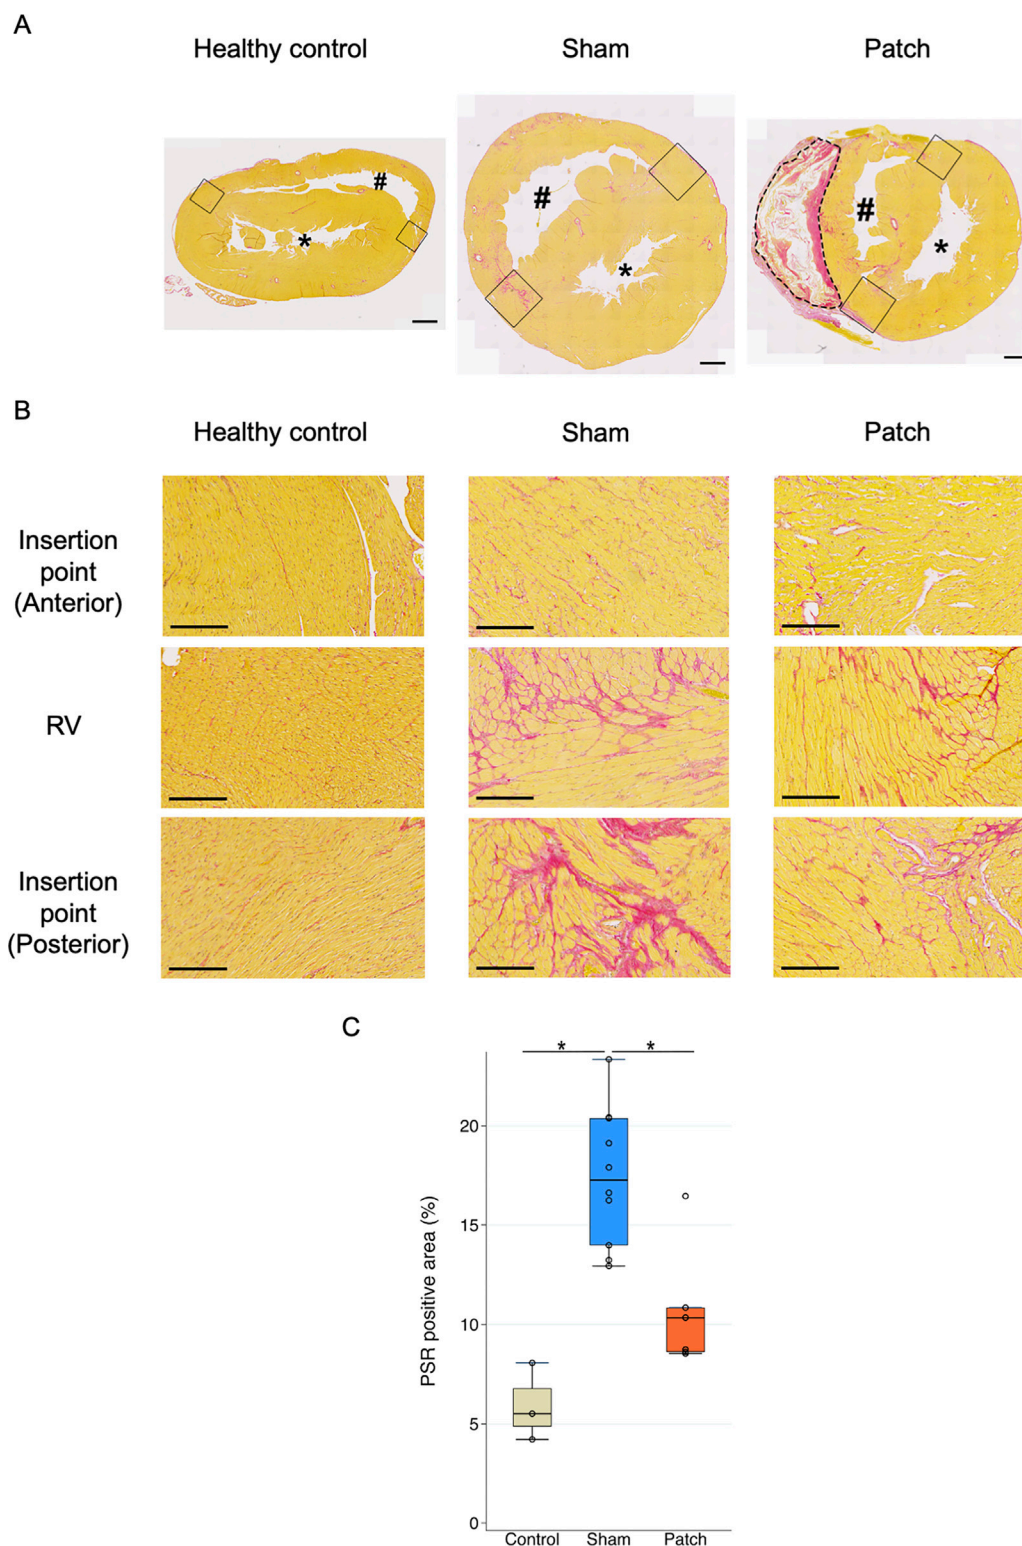 A
Healthy control
Sham
Patch
#
*
#
*
#
*
B
Healthy control
Sham
Patch
Insertion
point
(Anterior)
RV
Insertion
point
(Posterior)
C
*
*
PSR positive area (%)
20
15
10
5
0
Control
Sham
Patch